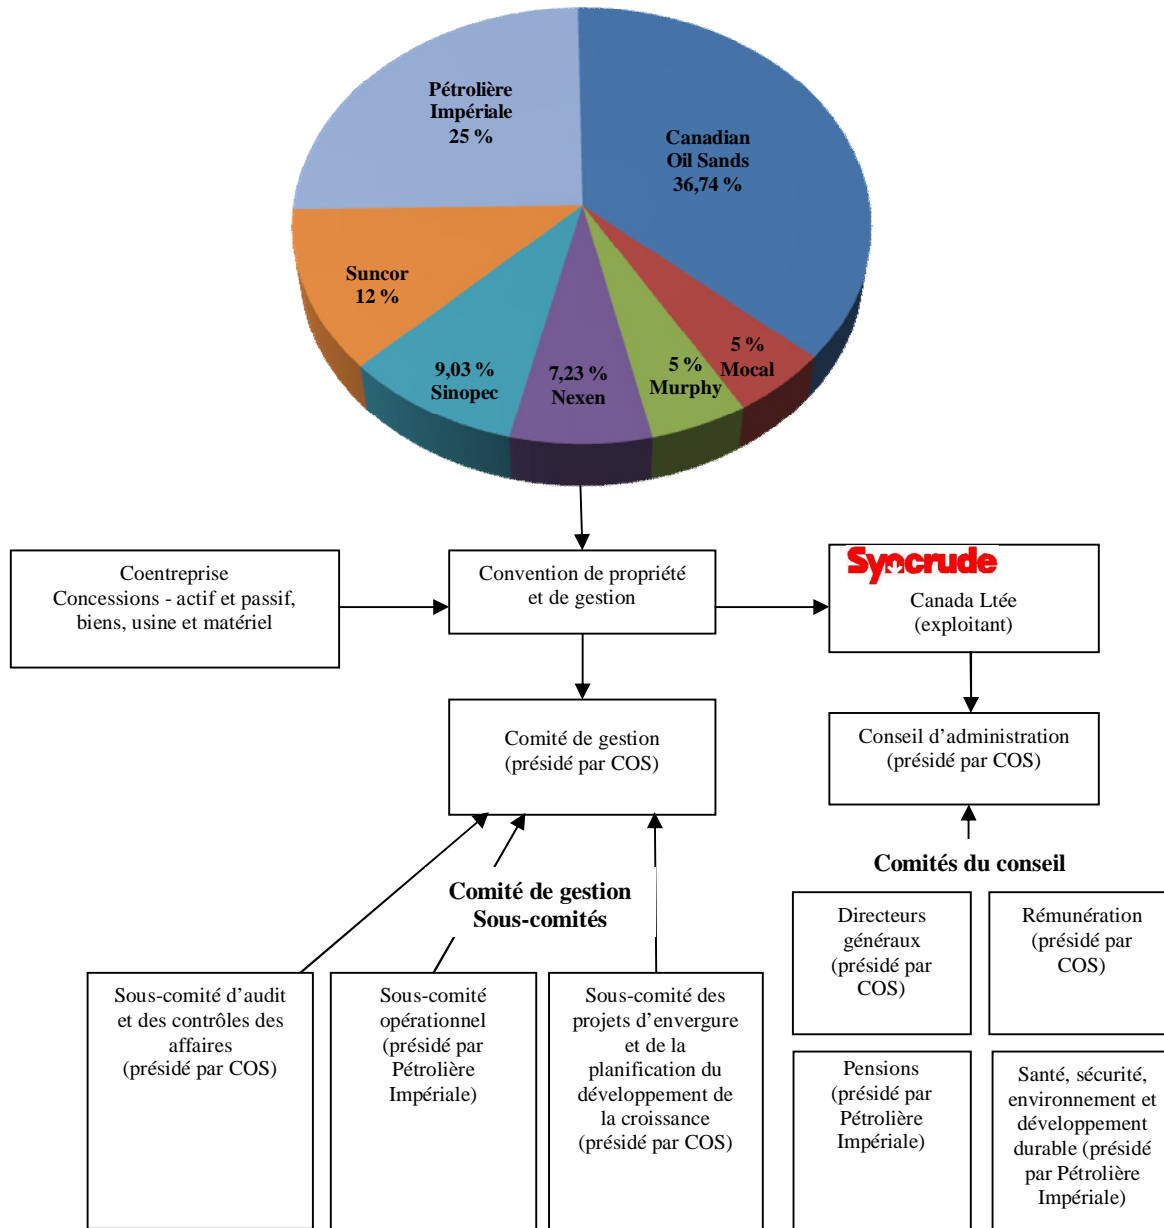 Pétrolière
Impériale
25 %
Canadian
Oil Sands
36,74 %
Suncor
12 %
9,03 %
Sinopec
7,23 %
Nexen
5 %
Murphy
5 %
Mocal
Coentreprise
Concessions - actif et passif,
biens, usine et matériel
Convention de propriété
et de gestion
Syncrude
Canada Ltée
(exploitant)
Comité de gestion
(présidé par COS)
Conseil d’administration
(présidé par COS)
Comité de gestion
Sous-comités
Comités du conseil
Sous-comité d’audit
et des contrôles des
affaires
(présidé par COS)
Sous-comité
opérationnel
(présidé par
Pétrolière
Impériale)
Sous-comité des
projets d’envergure
et de la
planification du
développement de
la croissance
(présidé par COS)
Directeurs
généraux
(présidé par
COS)
Rémunération
(présidé par
COS)
Pensions
(présidé par
Pétrolière
Impériale)
Santé, sécurité,
environnement et
développement
durable (présidé
par Pétrolière
Impériale)